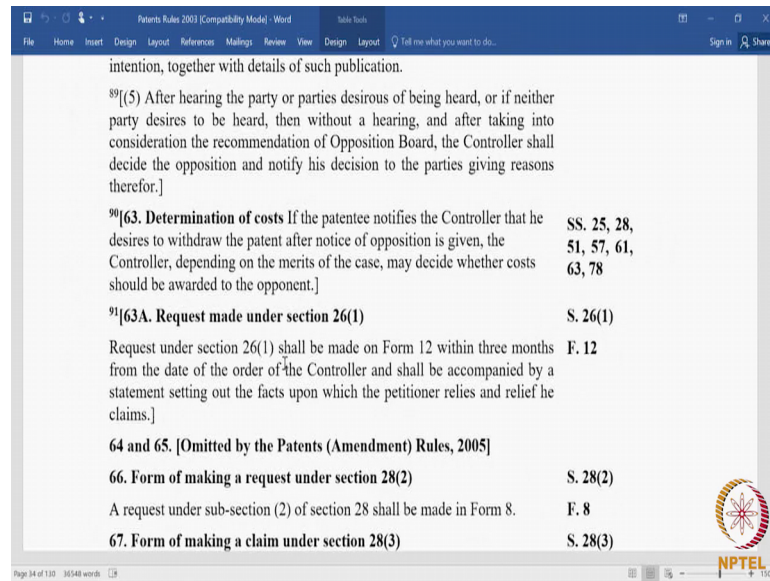 Patents Rules 2003 [Compatibility Mode] - Word
Table Tools
File Home Insert Design Layout References Mailings Review View Design Layout Tell me what you want to do...
Sign in Share
intention, together with details of such publication.
89[(5) After hearing the party or parties desirous of being heard, or if neither
party desires to be heard, then without a hearing, and after taking into
consideration the recommendation of Opposition Board, the Controller shall
decide the opposition and notify his decision to the parties giving reasons
therefor.]
90[63. Determination of costs If the patentee notifies the Controller that he
desires to withdraw the patent after notice of opposition is given, the
Controller, depending on the merits of the case, may decide whether costs
should be awarded to the opponent.]
SS. 25, 28,
51, 57, 61,
63, 78
91[63A. Request made under section 26(1) S. 26(1)
Request under section 26(1) shall be made on Form 12 within three months F. 12
from the date of the order of the Controller and shall be accompanied by a
statement setting out the facts upon which the petitioner relies and relief he
claims.]
64 and 65. [Omitted by the Patents (Amendment) Rules, 2005]
66. Form of making a request under section 28(2) S. 28(2)
A request under sub-section (2) of section 28 shall be made in Form 8. F. 8
67. Form of making a claim under section 28(3) S. 28(3)
NPTEL
Page 34 of 130 36548 words